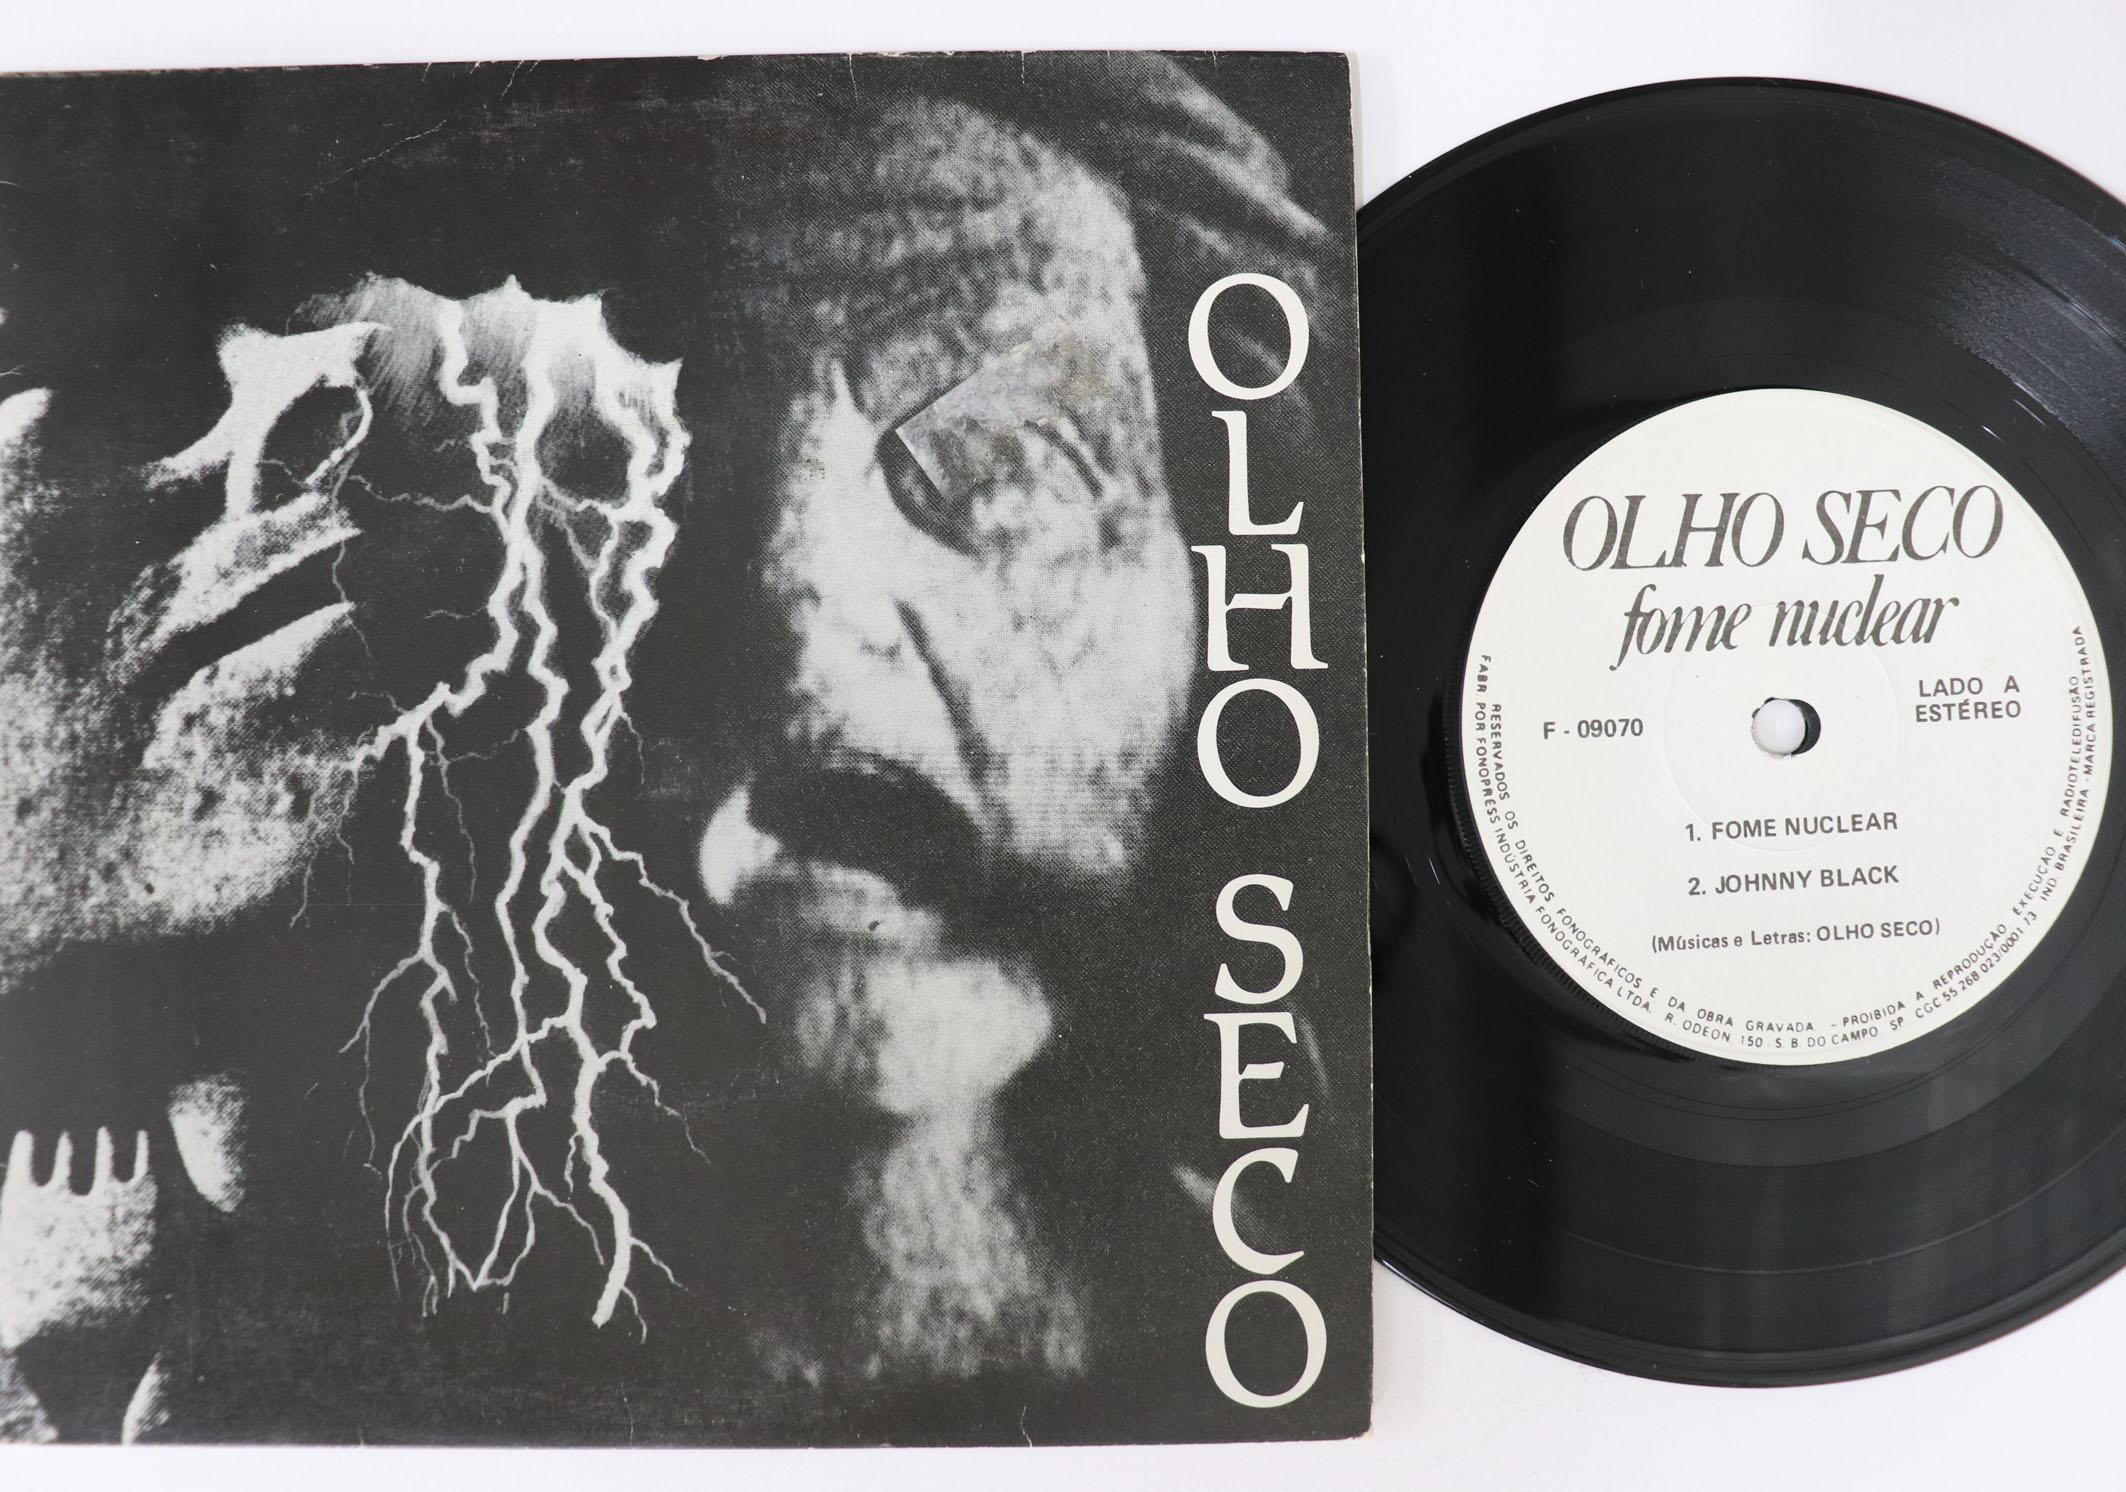 OLHO SECO
OLHO SECO
fome nuclear
LADO A
ESTÉREO
F - 09070
1. FOME NUCLEAR
2. JOHNNY BLACK
(Músicas e Letras: OLHO SECO)
RESERVADOS OS DIREITOS FONOGRÁFICOS E DA OBRA GRAVADA - PROIBIDA A REPRODUÇÃO EXECUÇÃO E RADIOTELEDIFUSÃO
FABR POR FONOPRESS INDÚSTRIA FONOGRÁFICA LTDA. R. ODEON 150 - S. B. DO CAMPO SP CGC 55 268 023/0001 73 IND. BRASILEIRA - MARCA REGISTRADA